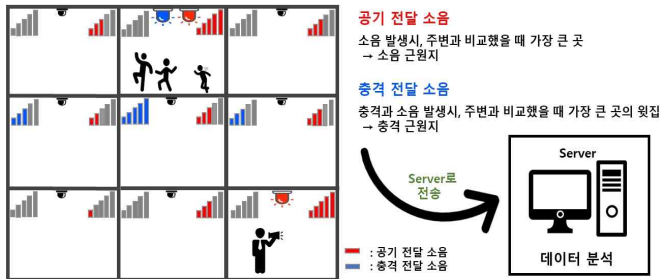 공기 전달 소음
소음 발생시, 주변과 비교했을 때 가장 큰 곳
→ 소음 근원지
충격 전달 소음
충격과 소음 발생시, 주변과 비교했을 때 가장 큰 곳의 윗집
→ 충격 근원지
Server로
전송
Server
데이터 분석
: 공기 전달 소음
: 충격 전달 소음